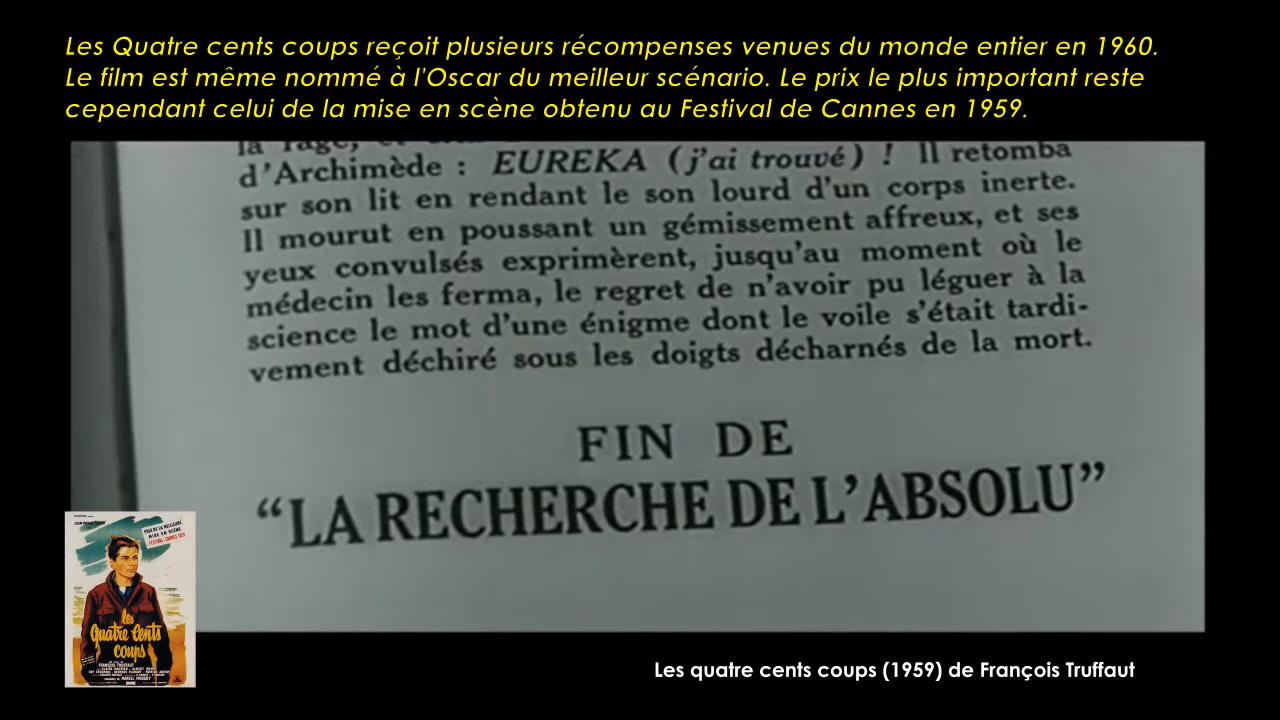 Les Quatre cents coups reçoit plusieurs récompenses venues du monde entier en 1960.
Le film est même nommé à l'Oscar du meilleur scénario. Le prix le plus important reste
cependant celui de la mise en scène obtenu au Festival de Cannes en 1959.
la rage, et
d'Archimède : EUREKA (j'ai trouvé) ! Il retomba
sur son lit en rendant le son lourd d'un corps inerte.
Il mourut en poussant un gémissement affreux, et ses
yeux convulsés exprimèrent, jusqu'au moment où le
médecin les ferma, le regret de n'avoir pu léguer à la
science le mot d'une énigme dont le voile s'était tardi-
vement déchiré sous les doigts décharnés de la mort.
FIN DE
“LA RECHERCHE DE L'ABSOLU”
les
Quatre Cents
coups
FRANÇOIS TRUFFAUT
Les quatre cents coups (1959) de François Truffaut